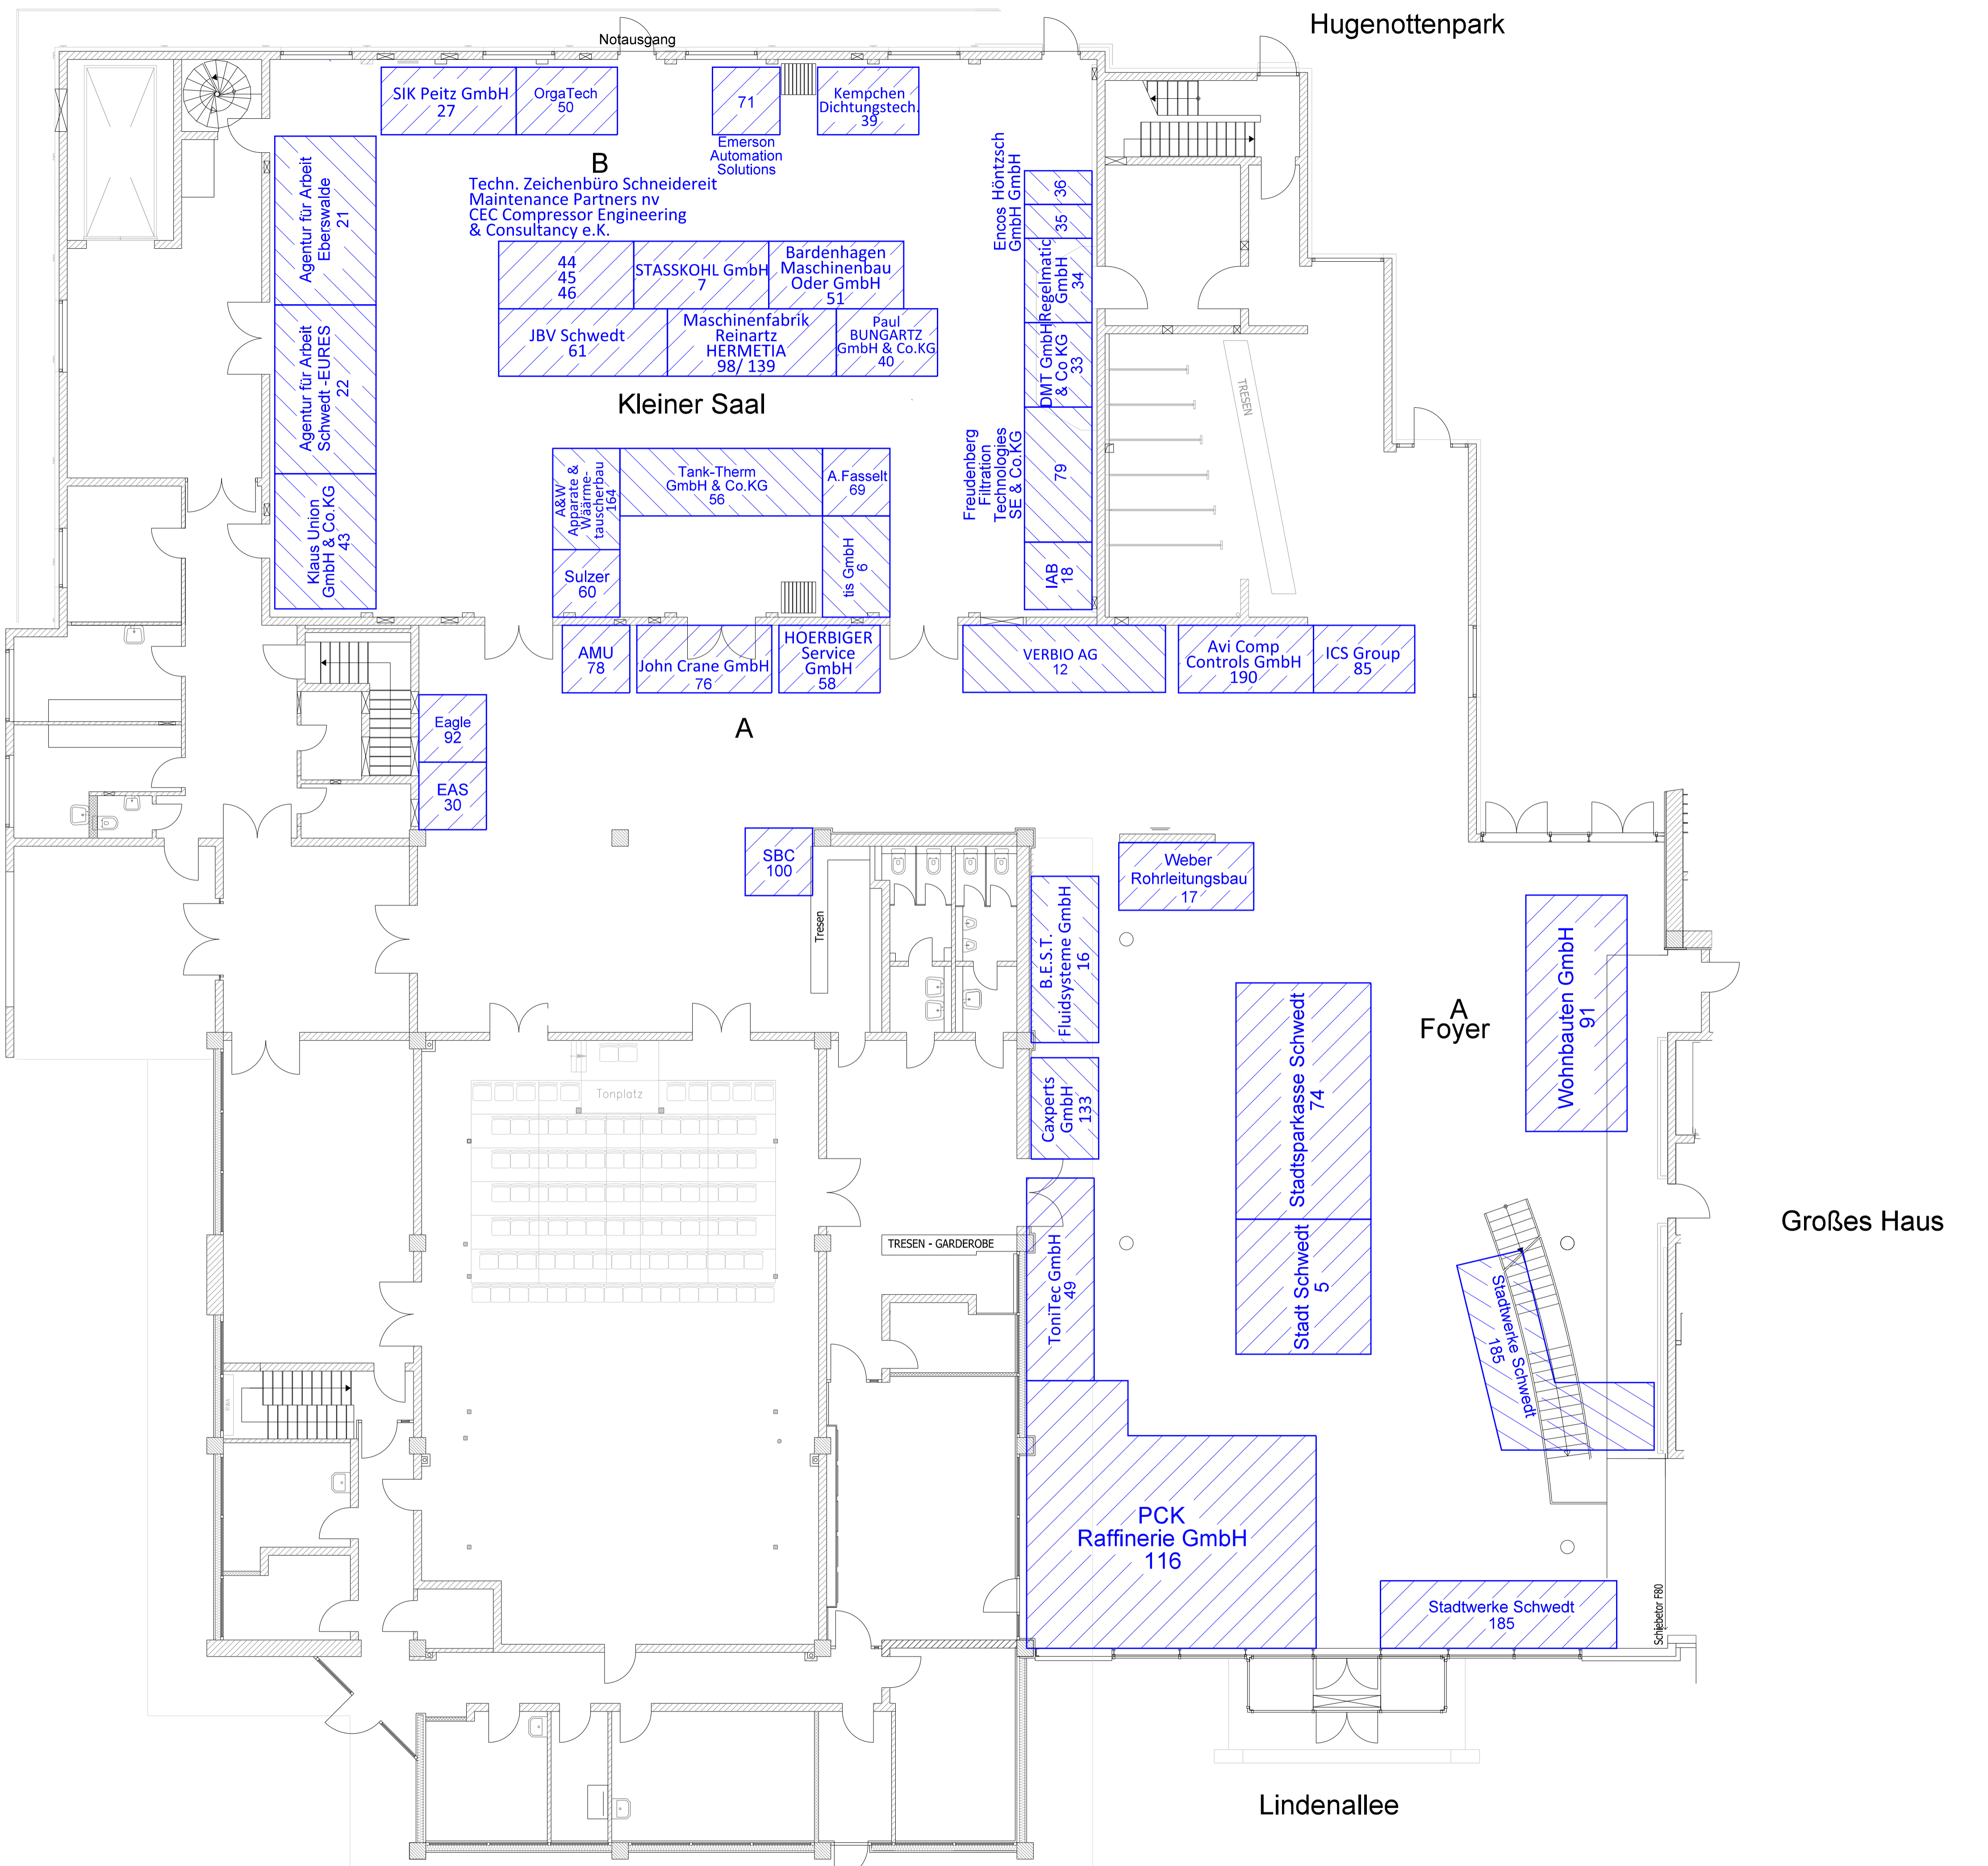 Hugenottenpark
Notausgang
SIK Peitz GmbH
27
OrgaTech
50
71
Emerson
Automation
Solutions
Kempchen
Dichtungstech.
39
B
Techn. Zeichenbüro Schneidereit
Maintenance Partners nv
CEC Compressor Engineering
& Consultancy e.K.
Agentur für Arbeit
Eberswalde
21
Agentur für Arbeit
Schwedt -EURES
22
Klaus Union
GmbH & Co.KG
43
44
45
46
STASSKOHL GmbH
7
Bardenhagen
Maschinenbau
Oder GmbH
51
JBV Schwedt
61
Maschinenfabrik
Reinartz
HERMETIA
98/ 139
Paul
BUNGARTZ
GmbH & Co.KG
40
Höntzsch
GmbH
36
Encos
GmbH
35
Regelmatic
GmbH
34
DMT GmbH
& Co KG
33
Freudenberg
Filtration
Technologies
SE & Co.KG
79
IAB
18
TRESEN
Kleiner Saal
A&W
Apparate &
Wäärme-
tauscherbau
164
Tank-Therm
GmbH & Co.KG
56
A.Fasselt
69
tis GmbH
6
Sulzer
60
AMU
78
John Crane GmbH
76
HOERBIGER
Service
GmbH
58
VERBIO AG
12
Avi Comp
Controls GmbH
190
ICS Group
85
A
Eagle
92
EAS
30
SBC
100
Tresen
B.E.S.T.
Fluidsysteme GmbH
16
Weber
Rohrleitungsbau
17
Wohnbauten GmbH
91
A
Foyer
Stadtsparkasse Schwedt
74
Caxperts
GmbH
133
Tonplatz
Großes Haus
TRESEN - GARDEROBE
ToniTec GmbH
49
Stadt Schwedt
5
Stadtwerke Schwedt
185
RWA
PCK
Raffinerie GmbH
116
Stadtwerke Schwedt
185
Schiebetor F80
Lindenallee